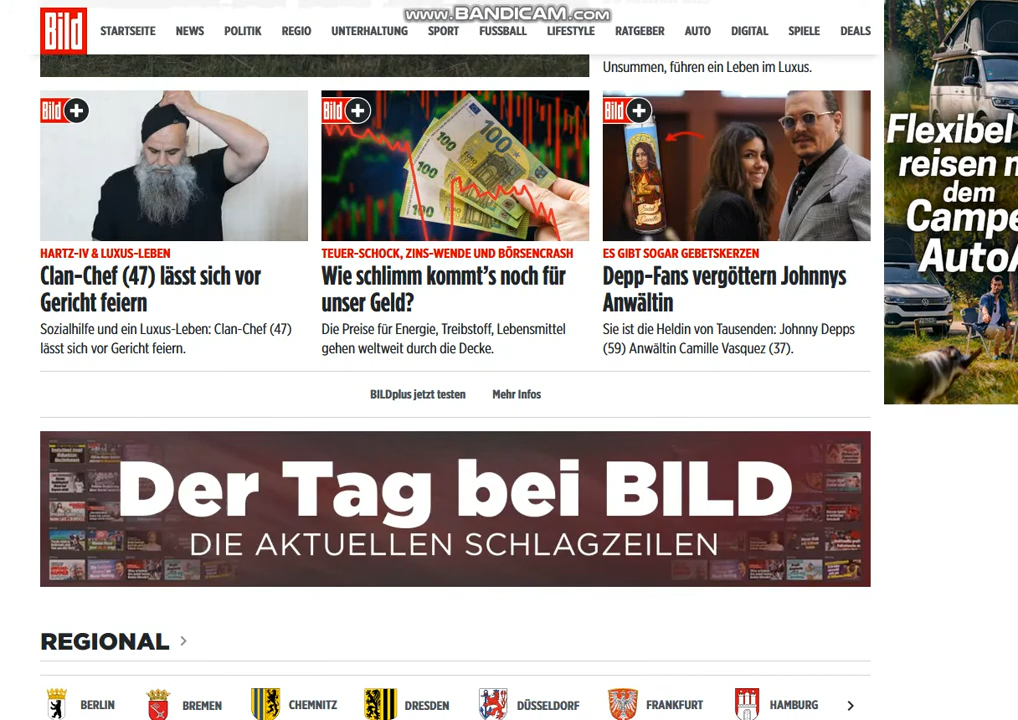 www.BANDICAM.com
Bild STARTSEITE NEWS POLITIK REGIO UNTERHALTUNG SPORT FUSSBALL LIFESTYLE RATGEBER AUTO DIGITAL SPIELE DEALS
Unsummen, führen ein Leben im Luxus.
Bild +
HARTZ-IV & LUXUS-LEBEN
Clan-Chef (47) lässt sich vor
Gericht feiern
Sozialhilfe und ein Luxus-Leben: Clan-Chef (47)
lässt sich vor Gericht feiern.
Bild +
100
100
100
TEUER-SCHOCK, ZINS-WENDE UND BÖRSENCRASH
Wie schlimm kommt's noch für
unser Geld?
Die Preise für Energie, Treibstoff, Lebensmittel
gehen weltweit durch die Decke.
Bild +
ES GIBT SOGAR GEBETSKERZEN
Depp-Fans vergöttern Johnnys
Anwältin
Sie ist die Heldin von Tausenden: Johnny Depps
(59) Anwältin Camille Vasquez (37).
Flexibel
reisen
dem
Campe
Auto
BILDplus jetzt testen Mehr Infos
Der Tag bei BILD
DIE AKTUELLEN SCHLAGZEILEN
REGIONAL >
BERLIN BREMEN CHEMNITZ DRESDEN DÜSSELDORF FRANKFURT HAMBURG >